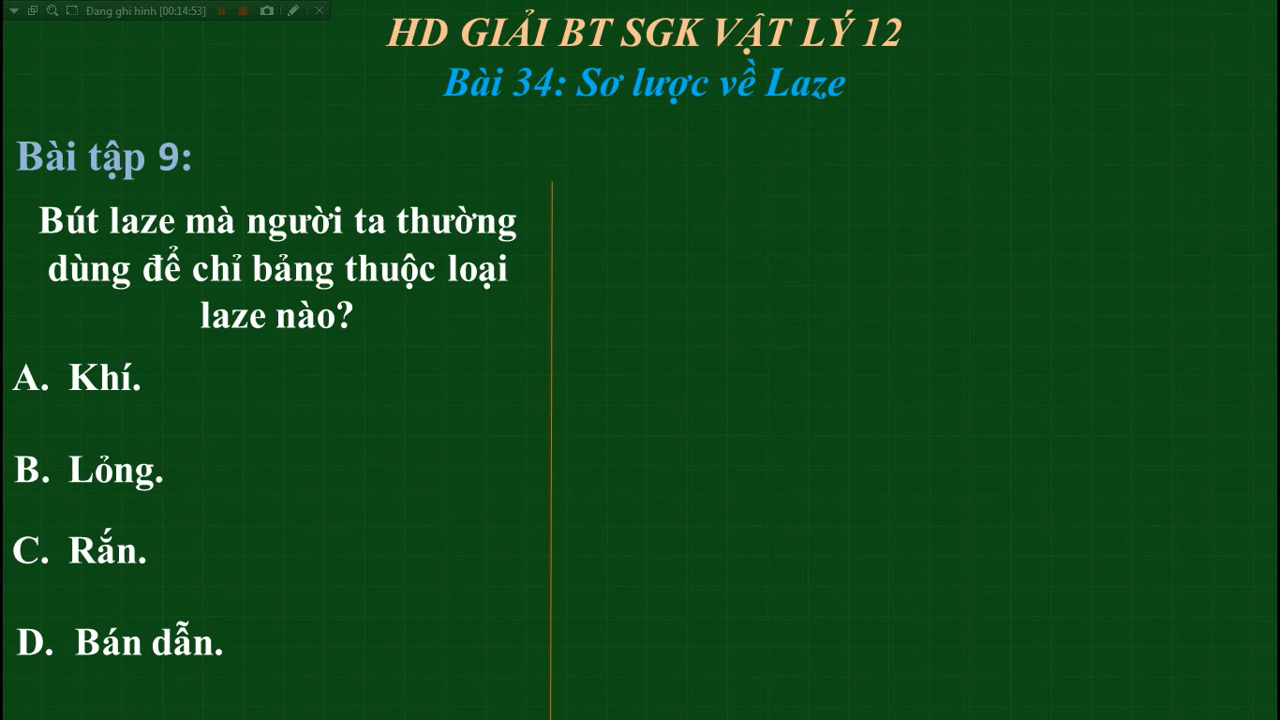 Đang ghi hình [00:14:53]
HD GIẢI BT SGK VẬT LÝ 12
Bài 34: Sơ lược về Laze
Bài tập 9:
Bút laze mà người ta thường
dùng để chỉ bảng thuộc loại
laze nào?
A. Khí.
B. Lỏng.
C. Rắn.
D. Bán dẫn.